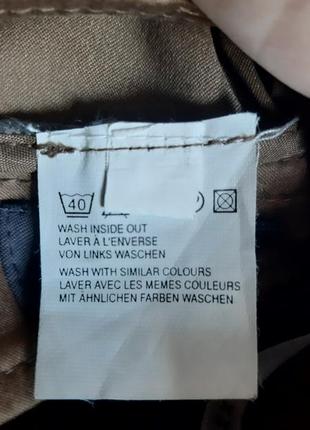 40
WASH INSIDE OUT
LAVER À L'ENVERSE
VON LINKS WASCHEN
WASH WITH SIMILAR COLOURS
LAVER AVEC LES MEMES COULEURS
MIT ÄHNLICHEN FARBEN WASCHEN